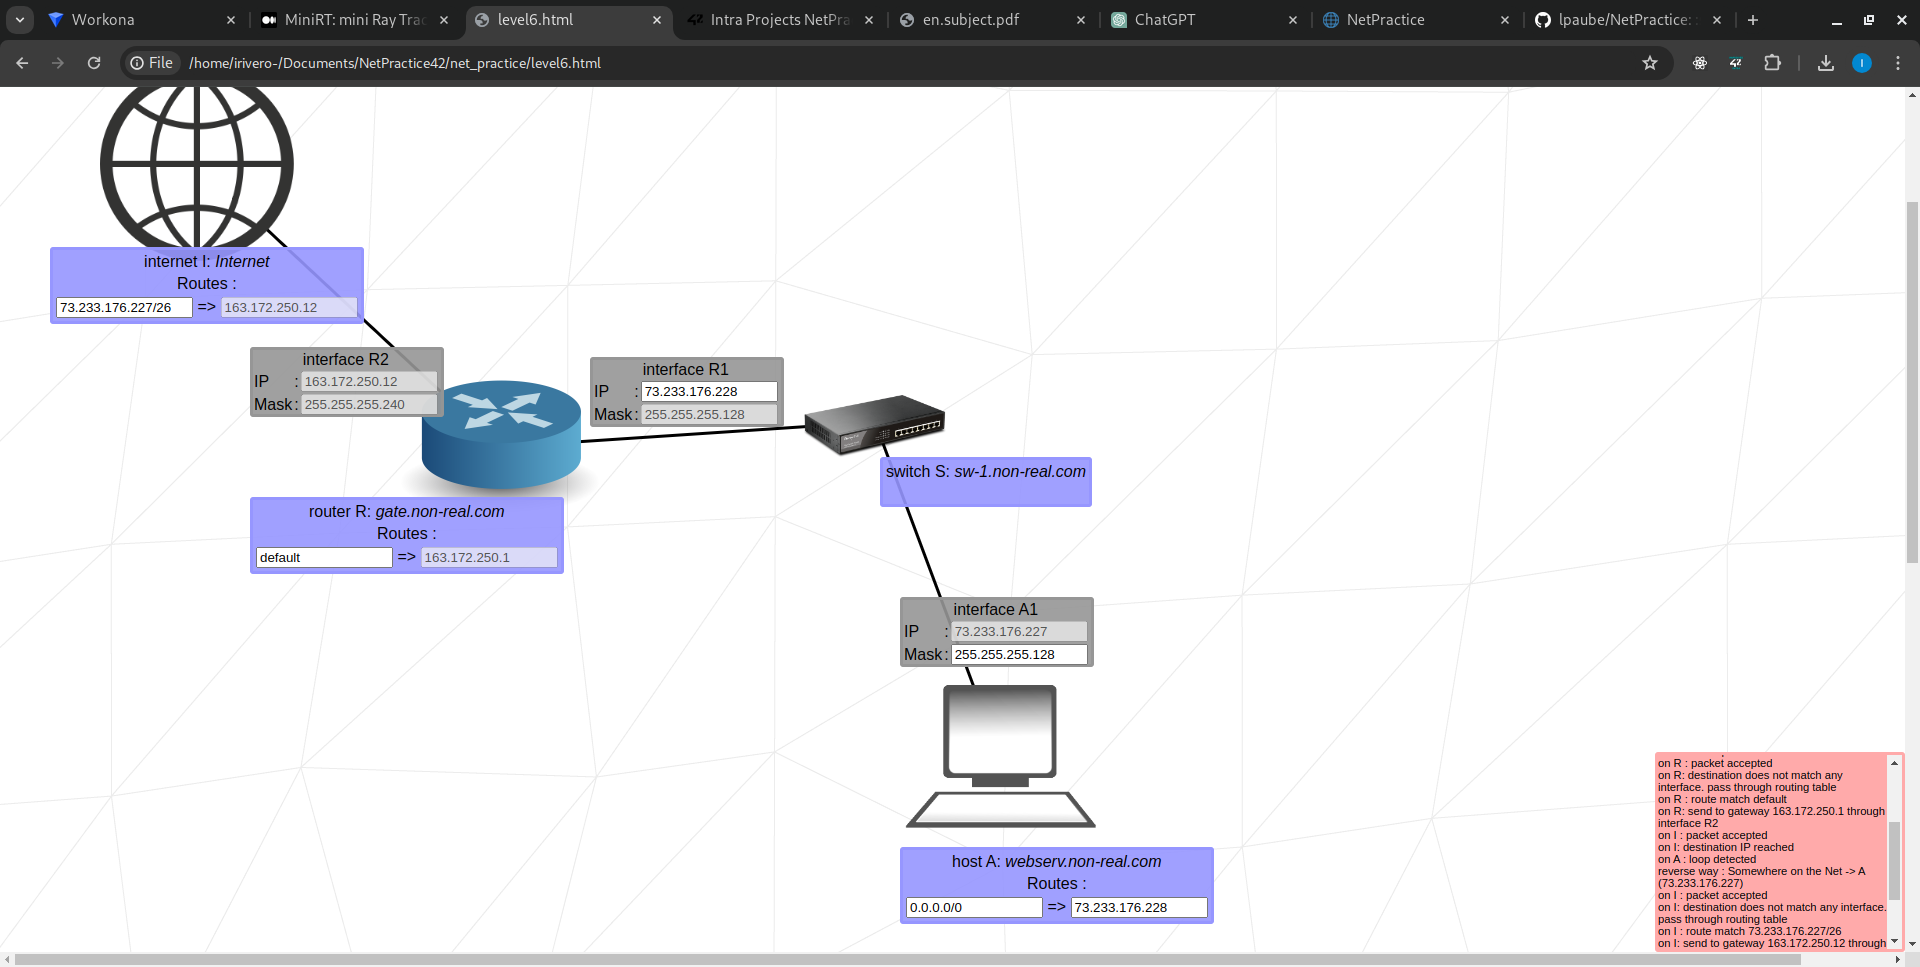 Workona
MiniRT: mini Ray Trac
level6.html
Intra Projects NetPra
en.subject.pdf
ChatGPT
NetPractice
lpaube/NetPractice:
File
/home/irivero-/Documents/NetPractice42/net_practice/level6.html
I
internet I: Internet
Routes :
73.233.176.227/26 => 163.172.250.12
interface R2
IP : 163.172.250.12
Mask : 255.255.255.240
interface R1
IP : 73.233.176.228
Mask : 255.255.255.128
switch S: sw-1.non-real.com
router R: gate.non-real.com
Routes :
default => 163.172.250.1
interface A1
IP : 73.233.176.227
Mask : 255.255.255.128
host A: webserv.non-real.com
Routes :
0.0.0.0/0 => 73.233.176.228
on R : packet accepted
on R: destination does not match any
interface. pass through routing table
on R : route match default
on R: send to gateway 163.172.250.1 through
interface R2
on I : packet accepted
on I: destination IP reached
on A : loop detected
reverse way : Somewhere on the Net -> A
(73.233.176.227)
on I : packet accepted
on I: destination does not match any interface.
pass through routing table
on I : route match 73.233.176.227/26
on I: send to gateway 163.172.250.12 through